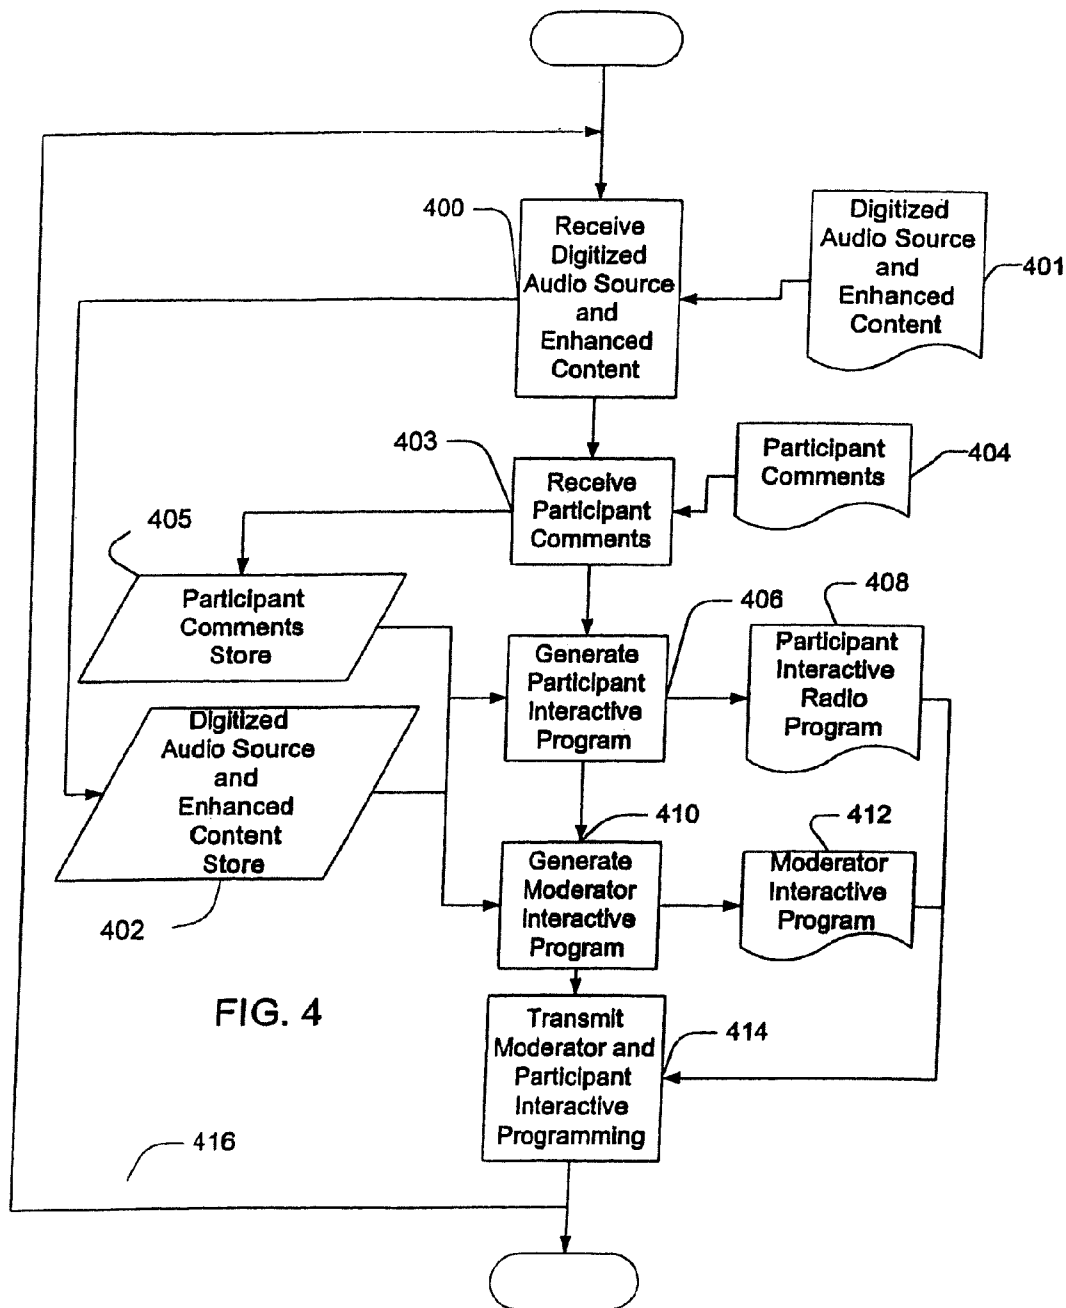 400
Receive
Digitized
Audio Source
and
Enhanced
Content
Digitized
Audio Source
and
Enhanced
Content
401
403
Receive
Participant
Comments
Participant
Comments
404
405
Participant
Comments
Store
406
408
Generate
Participant
Interactive
Program
Participant
Interactive
Radio
Program
Digitized
Audio Source
and
Enhanced
Content
Store
402
410
412
Generate
Moderator
Interactive
Program
Moderator
Interactive
Program
FIG. 4
Transmit
Moderator and
Participant
Interactive
Programming
414
416